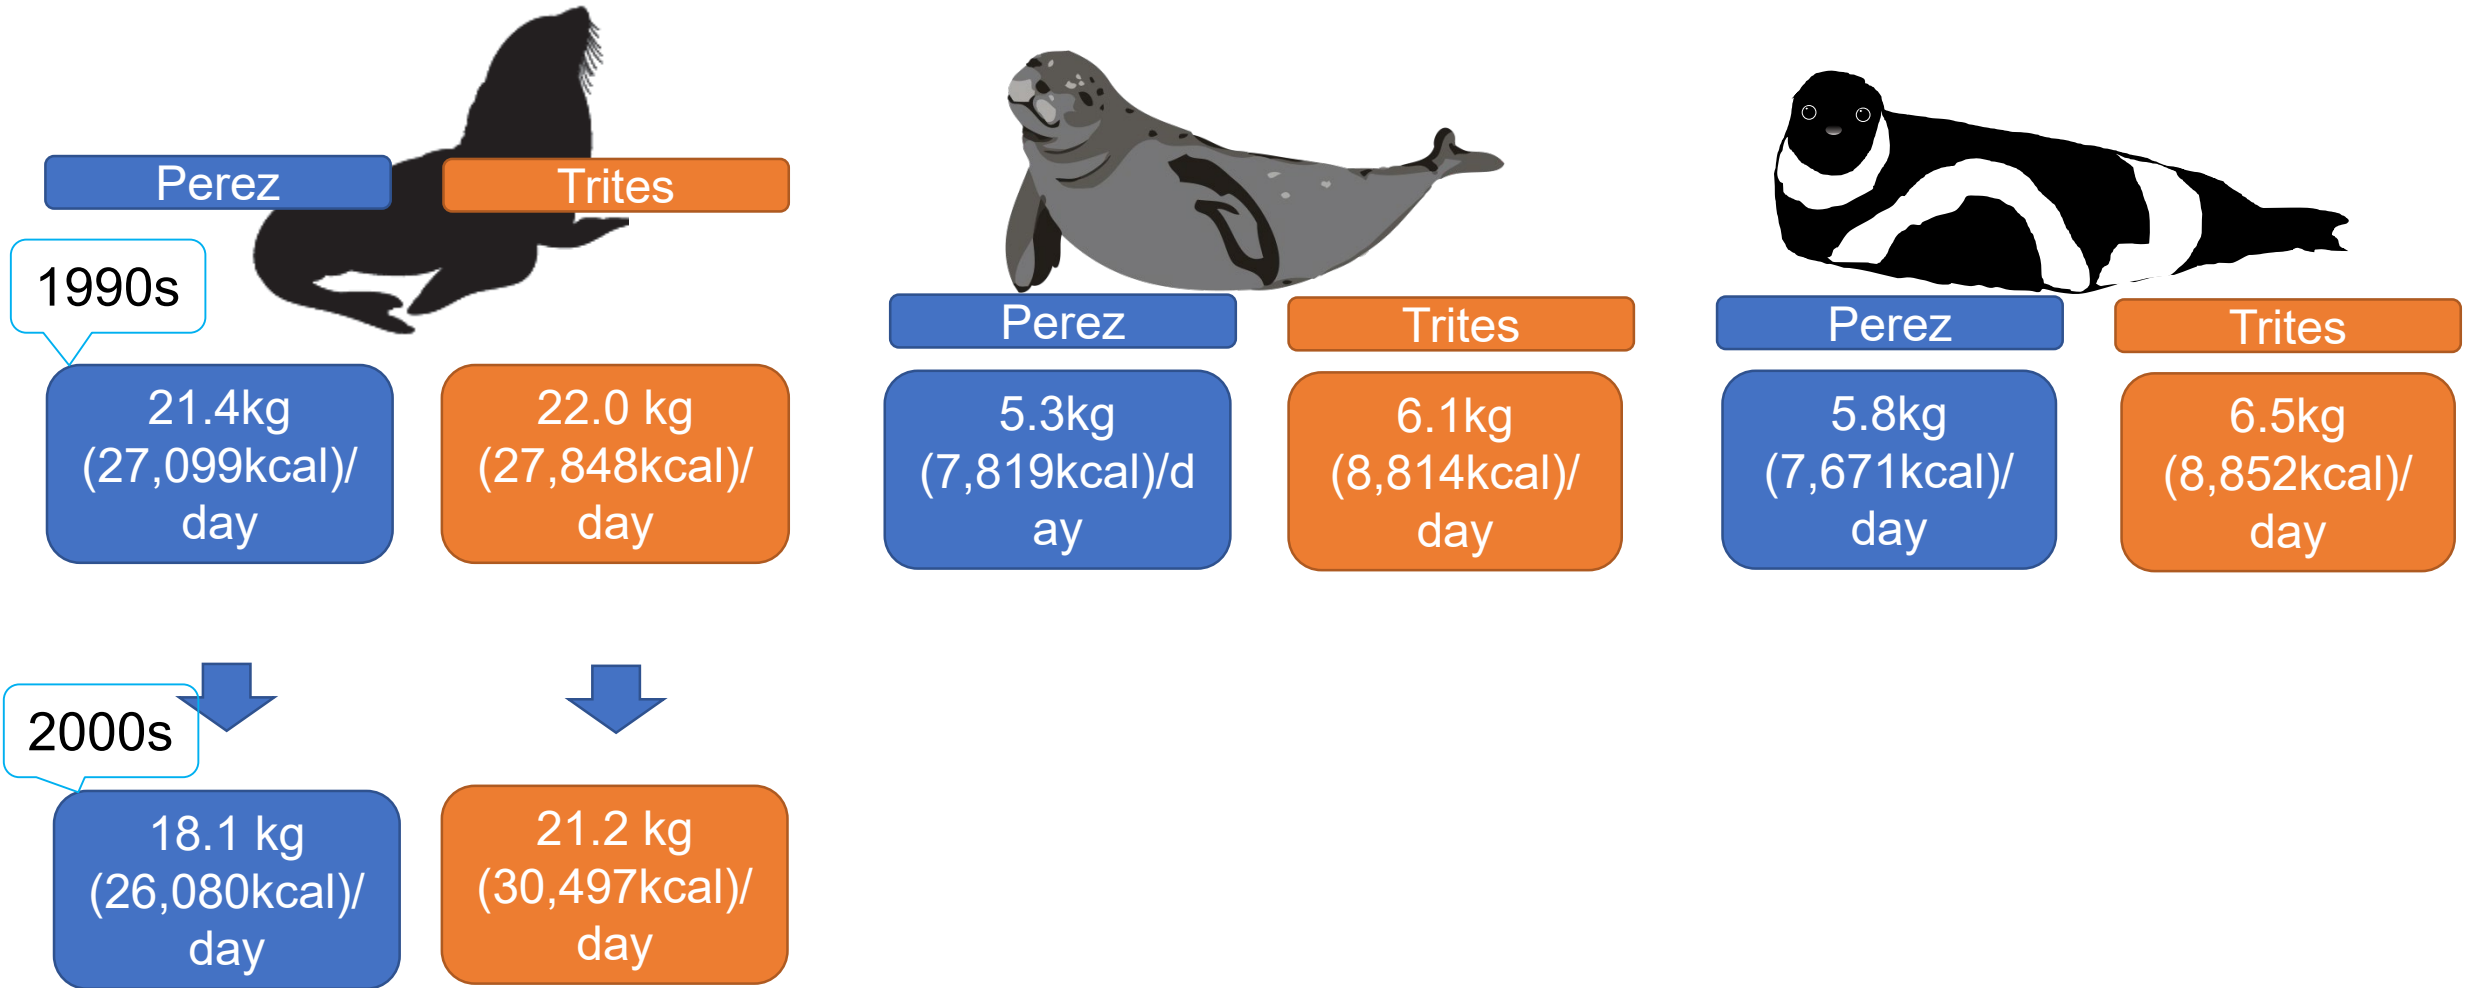 Perez
Trites
1990s
21.4kg
(27,099kcal)/
day
22.0 kg
(27,848kcal)/
day
2000s
18.1 kg
(26,080kcal)/
day
21.2 kg
(30,497kcal)/
day
Perez
Trites
5.3kg
(7,819kcal)/d
ay
6.1kg
(8,814kcal)/
day
Perez
Trites
5.8kg
(7,671kcal)/
day
6.5kg
(8,852kcal)/
day